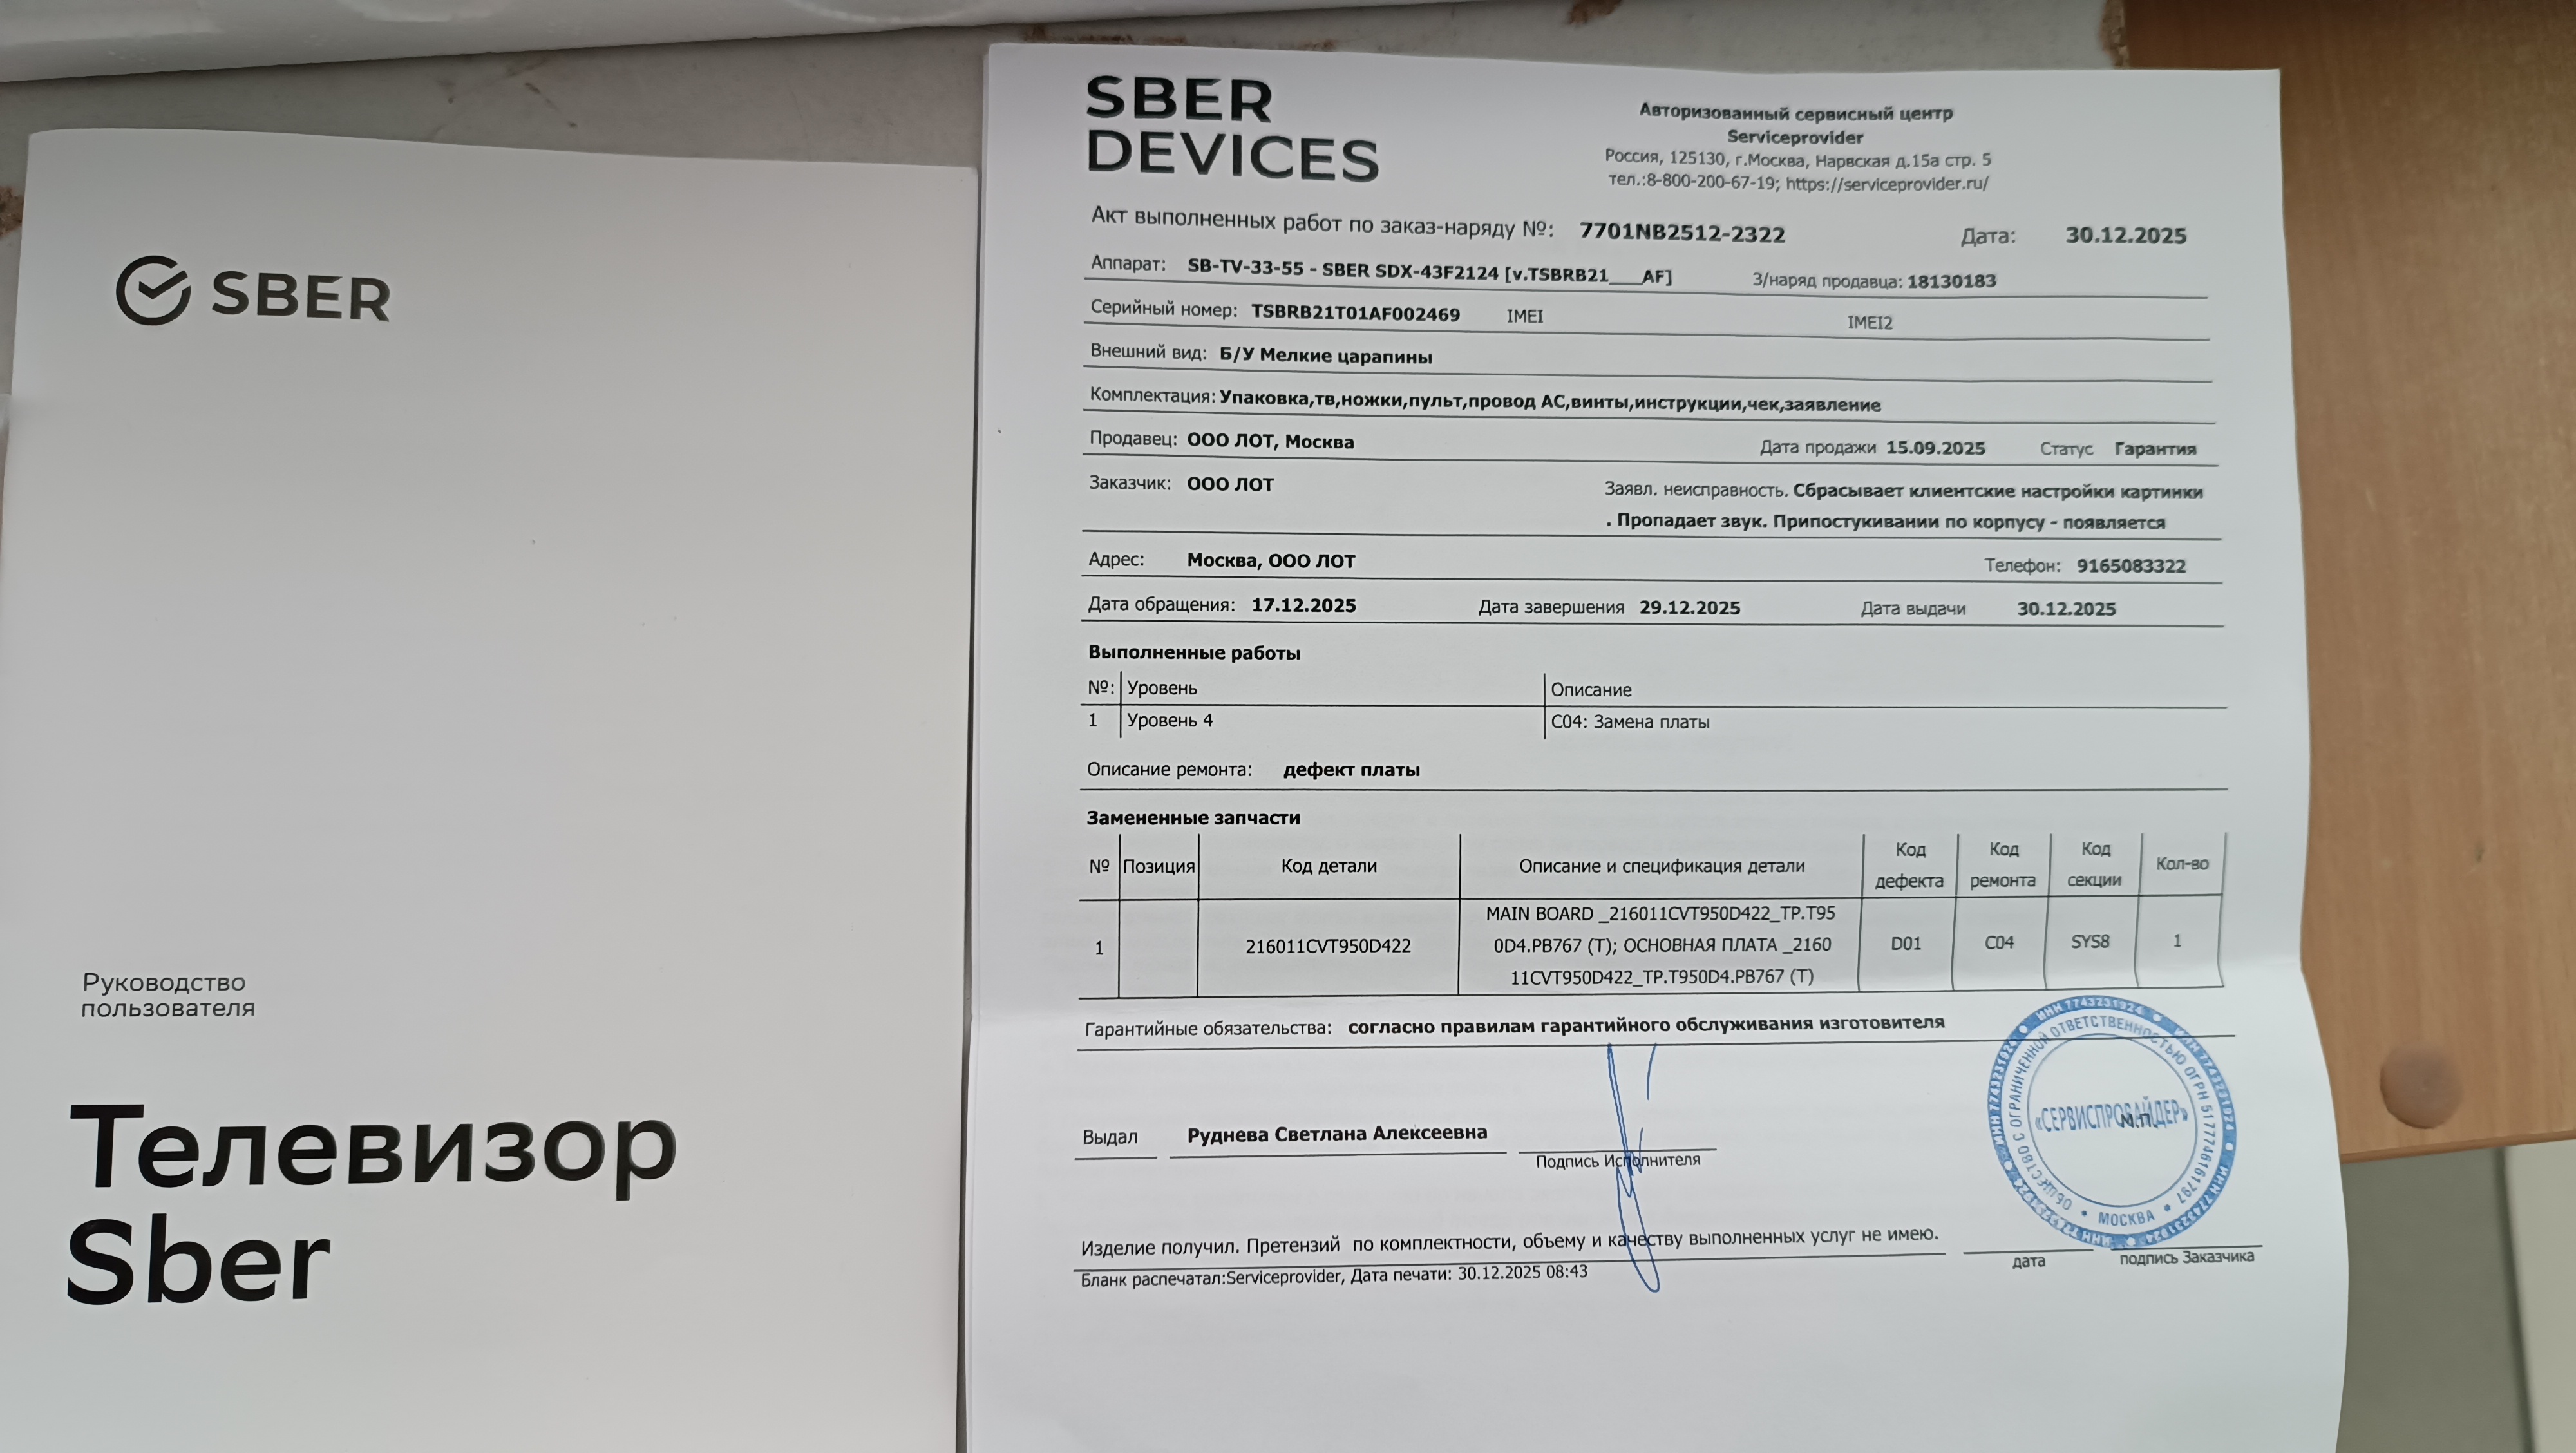 SBER
Руководство
пользователя
Телевизор
Sber
SBER
DEVICES
Авторизованный сервисный центр
Serviceprovider
Россия, 125130, г.Москва, Нарвская д.15а стр. 5
тел.:8-800-200-67-19; https://serviceprovider.ru/
Акт выполненных работ по заказ-наряду №: 7701NB2512-2322 Дата: 30.12.2025
Аппарат: SB-TV-33-55 - SBER SDX-43F2124 [v.TSBRB21___AF] З/наряд продавца: 18130183
Серийный номер: TSBRB21T01AF002469 IMEI IMEI2
Внешний вид: Б/У Мелкие царапины
Комплектация: Упаковка,тв,ножки,пульт,провод АС,винты,инструкции,чек,заявление
Продавец: ООО ЛОТ, Москва Дата продажи 15.09.2025 Статус Гарантия
Заказчик: ООО ЛОТ Заявл. неисправность. Сбрасывает клиентские настройки картинки
. Пропадает звук. Припостукивании по корпусу - появляется
Адрес: Москва, ООО ЛОТ Телефон: 9165083322
Дата обращения: 17.12.2025 Дата завершения 29.12.2025 Дата выдачи 30.12.2025
Выполненные работы
№: Уровень Описание
1 Уровень 4 C04: Замена платы
Описание ремонта: дефект платы
Замененные запчасти
№ Позиция Код детали Описание и спецификация детали Код дефекта Код ремонта Код секции Кол-во
1 216011CVT950D422 MAIN BOARD _216011CVT950D422_TP.T95
0D4.PB767 (T); ОСНОВНАЯ ПЛАТА _2160
11CVT950D422_TP.T950D4.PB767 (T) D01 C04 SYS8 1
Гарантийные обязательства: согласно правилам гарантийного обслуживания изготовителя
Выдал Руднева Светлана Алексеевна
Подпись Исполнителя
ИНН 7743231924
ОБЩЕСТВО С ОГРАНИЧЕННОЙ ОТВЕТСТВЕННОСТЬЮ ОГРН 5177746161797
«СЕРВИСПРОВАЙДЕР»
М.П.
МОСКВА
Изделие получил. Претензий по комплектности, объему и качеству выполненных услуг не имею.
дата подпись Заказчика
Бланк распечатал:Serviceprovider, Дата печати: 30.12.2025 08:43